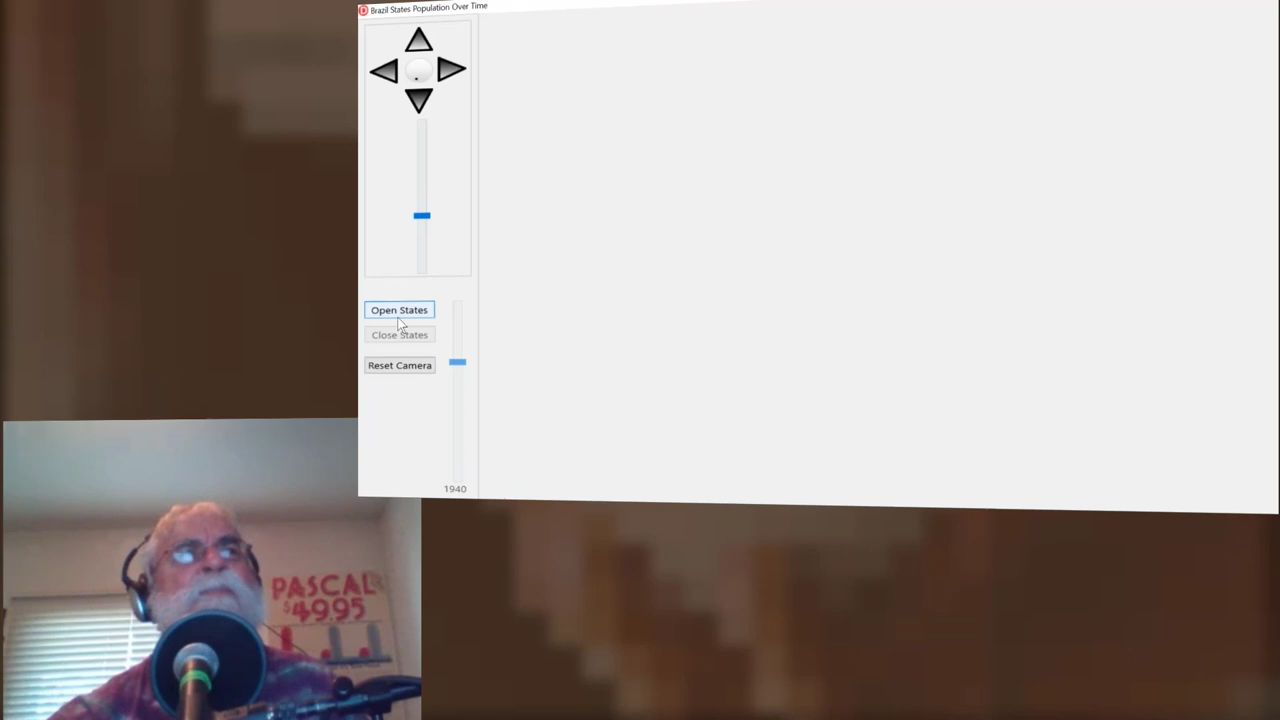 Brazil States Population Over Time
Open States
Close States
Reset Camera
1940
PASCAL
$49.95